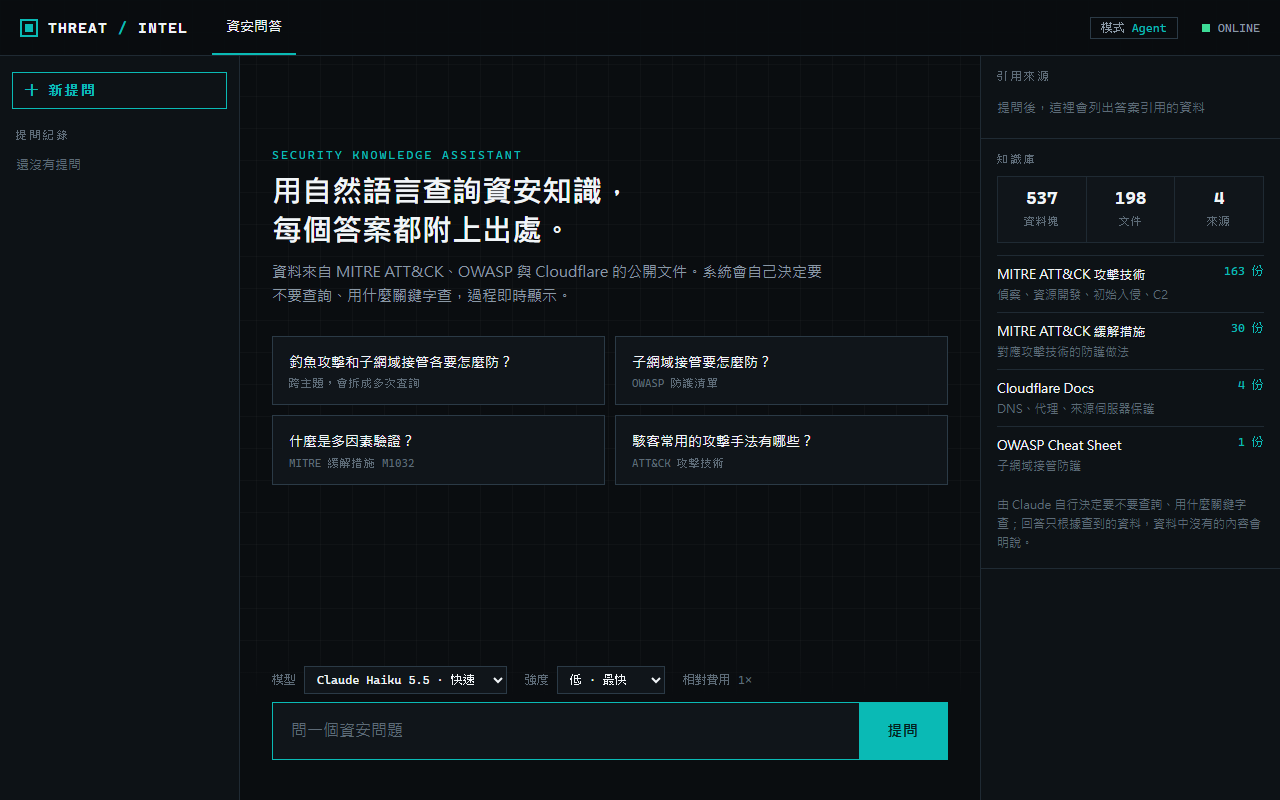 THREAT / INTEL
資安問答
模式 Agent
ONLINE
+ 新提問
提問紀錄
還沒有提問
SECURITY KNOWLEDGE ASSISTANT
用自然語言查詢資安知識，
每個答案都附上出處。
資料來自 MITRE ATT&CK、OWASP 與 Cloudflare 的公開文件。系統會自己決定要
不要查詢、用什麼關鍵字查，過程即時顯示。
釣魚攻擊和子網域接管各要怎麼防？
跨主題，會拆成多次查詢
子網域接管要怎麼防？
OWASP 防護清單
什麼是多因素驗證？
MITRE 緩解措施 M1032
駭客常用的攻擊手法有哪些？
ATT&CK 攻擊技術
模型
Claude Haiku 5.5 · 快速
強度
低 · 最快
相對費用 1×
問一個資安問題
提問
引用來源
提問後，這裡會列出答案引用的資料
知識庫
537
資料塊
198
文件
4
來源
MITRE ATT&CK 攻擊技術
163 份
偵察、資源開發、初始入侵、C2
MITRE ATT&CK 緩解措施
30 份
對應攻擊技術的防護做法
Cloudflare Docs
4 份
DNS、代理、來源伺服器保護
OWASP Cheat Sheet
1 份
子網域接管防護
由 Claude 自行決定要不要查詢、用什麼關鍵字
查；回答只根據查到的資料，資料中沒有的內容會
明說。